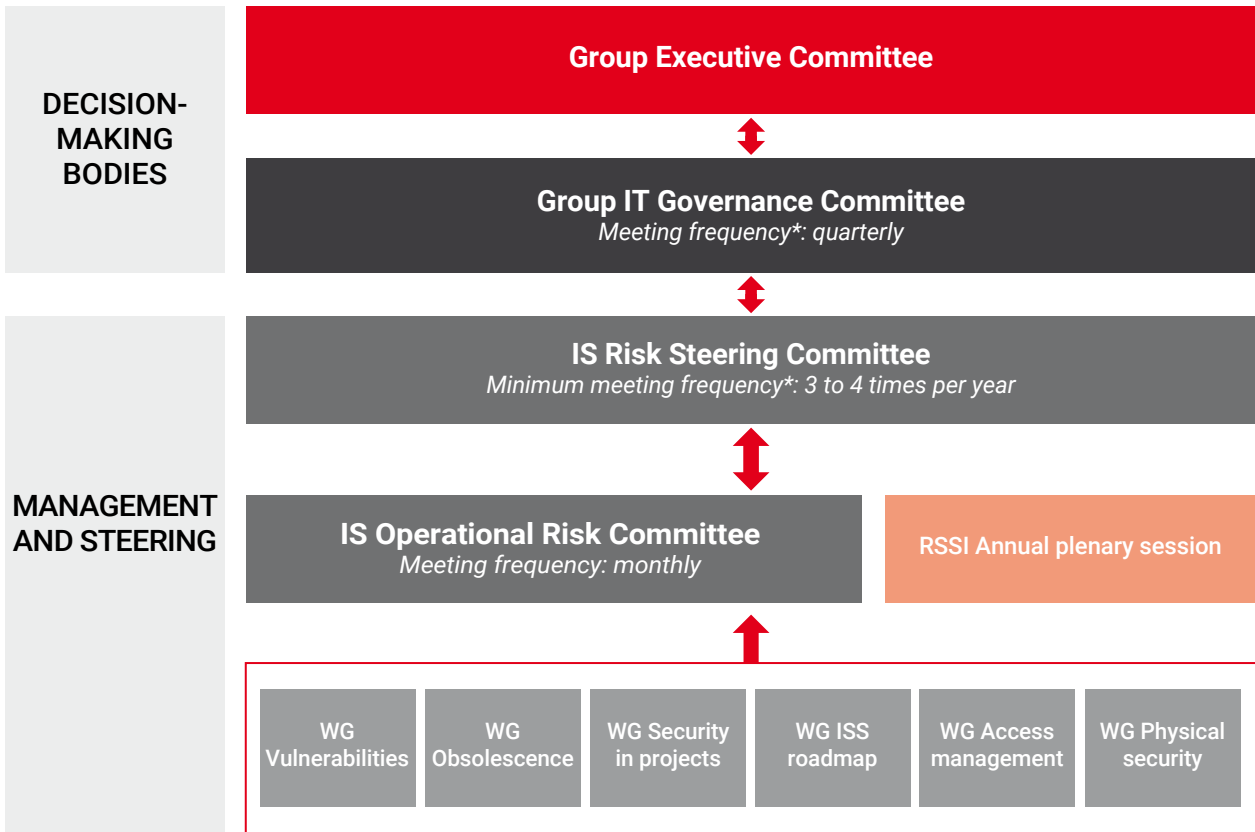 DECISION-
MAKING
BODIES
Group Executive Committee
Group IT Governance Committee
Meeting frequency*: quarterly
MANAGEMENT
AND STEERING
IS Risk Steering Committee
Minimum meeting frequency*: 3 to 4 times per year
IS Operational Risk Committee
Meeting frequency: monthly
RSSI Annual plenary session
WG
Vulnerabilities
WG
Obsolescence
WG Security
in projects
WG ISS
roadmap
WG Access
management
WG Physical
security